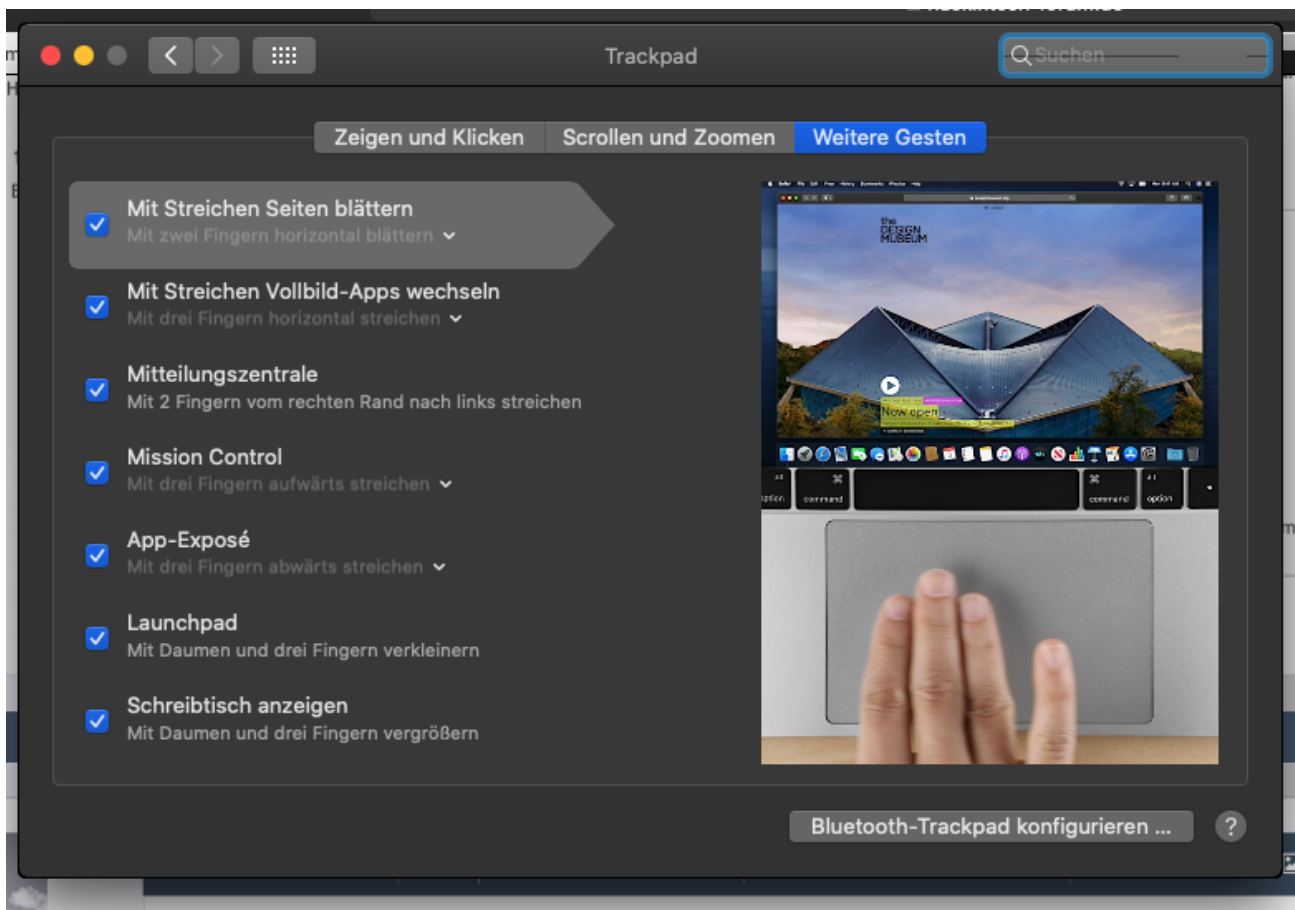 Trackpad
Suchen
Zeigen und Klicken
Scrollen und Zoomen
Weitere Gesten
Mit Streichen Seiten blättern
Mit zwei Fingern horizontal blättern
Mit Streichen Vollbild-Apps wechseln
Mit drei Fingern horizontal streichen
Mitteilungszentrale
Mit 2 Fingern vom rechten Rand nach links streichen
Mission Control
Mit drei Fingern aufwärts streichen
App-Exposé
Mit drei Fingern abwärts streichen
Launchpad
Mit Daumen und drei Fingern verkleinern
Schreibtisch anzeigen
Mit Daumen und drei Fingern vergrößern
the
DESIGN
MUSEUM
Now open
command
command
option
Bluetooth-Trackpad konfigurieren ...
?